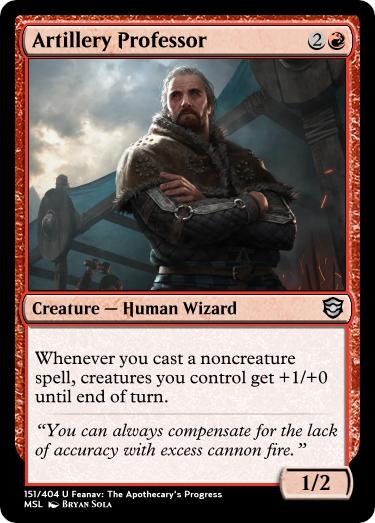 Artillery Professor 2
Creature — Human Wizard
Whenever you cast a noncreature
spell, creatures you control get +1/+0
until end of turn.
“You can always compensate for the lack
of accuracy with excess cannon fire.”
1/2
151/404 U Feanav: The Apothecary's Progress
MSL Bryan Sola